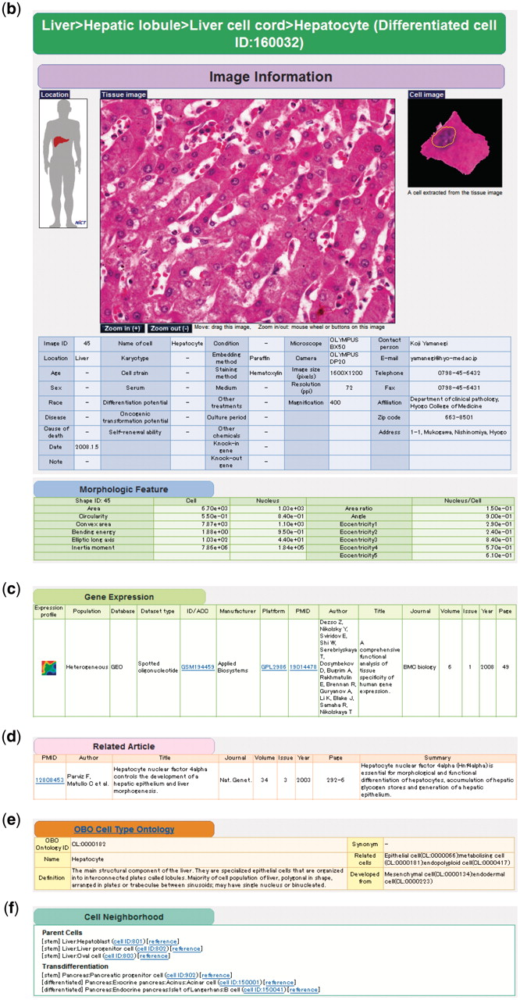 (b)
Liver>Hepatic lobule>Liver cell cord>Hepatocyte (Differentiated cell
ID:160032)
Image Information
Location
Tissue image
Cell image
NiCT
A cell extracted from the tissue image
Zoom in (+) Zoom out (-) Move: drag this image, Zoom in/out: mouse wheel or buttons on this image
Image ID 45 Name of cell Hepatocyte Condition - Microscope OLYMPUS BX50 Contact person Koji Yamanegi
Location Liver Karyotype - Embedding method Paraffin Camera OLYMPUS DP20 E-mail yamanegi@hyo-med.ac.jp
Age - Cell strain - Staining method Hematoxylin Image size (pixels) 1600X1200 Telephone 0798-45-6432
Sex - Serum - Medium - Resolution (ppi) 72 Fax 0798-45-6431
Race - Differentiation potential - Other treatments - Magnification 400 Affiliation Department of clinical pathology, Hyogo College of Medicine
Disease - Oncogenic transformation potential - Culture period - Zip code 663-8501
Cause of death - Self-renewal ability - Other chemicals - Address 1-1, Mukogawa, Nishinomiya, Hyogo
Date 2008.1.5 Knock-in gene -
Note - Knock-out gene -
Morphologic Feature
Shape ID: 45 Cell Nucleus Nucleus/Cell
Area 6.70e+03 1.03e+03 Area ratio 1.50e-01
Circularity 5.50e-01 8.40e-01 Angle 9.00e-01
Convex area 7.87e+03 1.10e+03 Eccentricity1 2.90e-01
Bending energy 1.88e+00 9.50e-01 Eccentricity2 2.40e-01
Elliptic long axis 1.03e+02 4.40e+01 Eccentricity3 8.40e-01
Inertia moment 7.86e+06 1.84e+05 Eccentricity4 5.70e-01
Eccentricity5 6.10e-01
(c)
Gene Expression
Expression profile Population Database Dataset type ID/ACC Manufacturer Platform PMID Author Title Journal Volume Issue Year Page
Heterogeneous GEO Spotted oligonucleotide GSM194459 Applied Biosystems GPL2986 19014478 Dezso Z, Nikolsky Y, Sviridov E, Shi W, Serebriyskaya T, Dosymbekov D, Bugrim A, Rakhmatulin E, Brennan R, Guryanov A, Li K, Blake J, Samaha R, Nikolskaya T A comprehensive functional analysis of tissue specificity of human gene expression. BMC biology 6 1 2008 49
(d)
Related Article
PMID Author Title Journal Volume Issue Year Page Summary
12808453 Parviz F, Matullo C et al. Hepatocyte nuclear factor 4alpha controls the development of a hepatic epithelium and liver morphogenesis. Nat. Genet. 34 3 2003 292-6 Hepatocyte nuclear factor 4alpha (Hnf4alpha) is essential for morphological and functional differentiation of hepatocytes, accumulation of hepatic glycogen stores and generation of a hepatic epithelium.
(e)
OBO Cell Type Ontology
OBO Ontology ID CL:0000182 Synonym -
Name Hepatocyte Related cells Epithelial cell(CL:0000066)metabolising cell (CL:0000181)endopolyploid cell(CL:0000417)
Definition The main structural component of the liver. They are specialized epithelial cells that are organized into interconnected plates called lobules. Majority of cell population of liver, polygonal in shape, arranged in plates or trabeculae between sinusoids; may have single nucleus or binucleated. Developed from Mesenchymal cell(CL:0000134)endodermal cell(CL:0000223)
(f)
Cell Neighborhood
Parent Cells
[stem] Liver:Hepatoblast (cell ID:801) [reference]
[stem] Liver:Liver progenitor cell (cell ID:802) [reference]
[stem] Liver:Oval cell (cell ID:803) [reference]
Transdifferentiation
[stem] Pancreas:Pancreatic progenitor cell (cell ID:902) [reference]
[differentiated] Pancreas:Exocrine pancreas:Acinus:Acinar cell (cell ID:150001) [reference]
[differentiated] Pancreas:Endocrine pancreas:Islet of Langerhans:B cell (cell ID:150041) [reference]